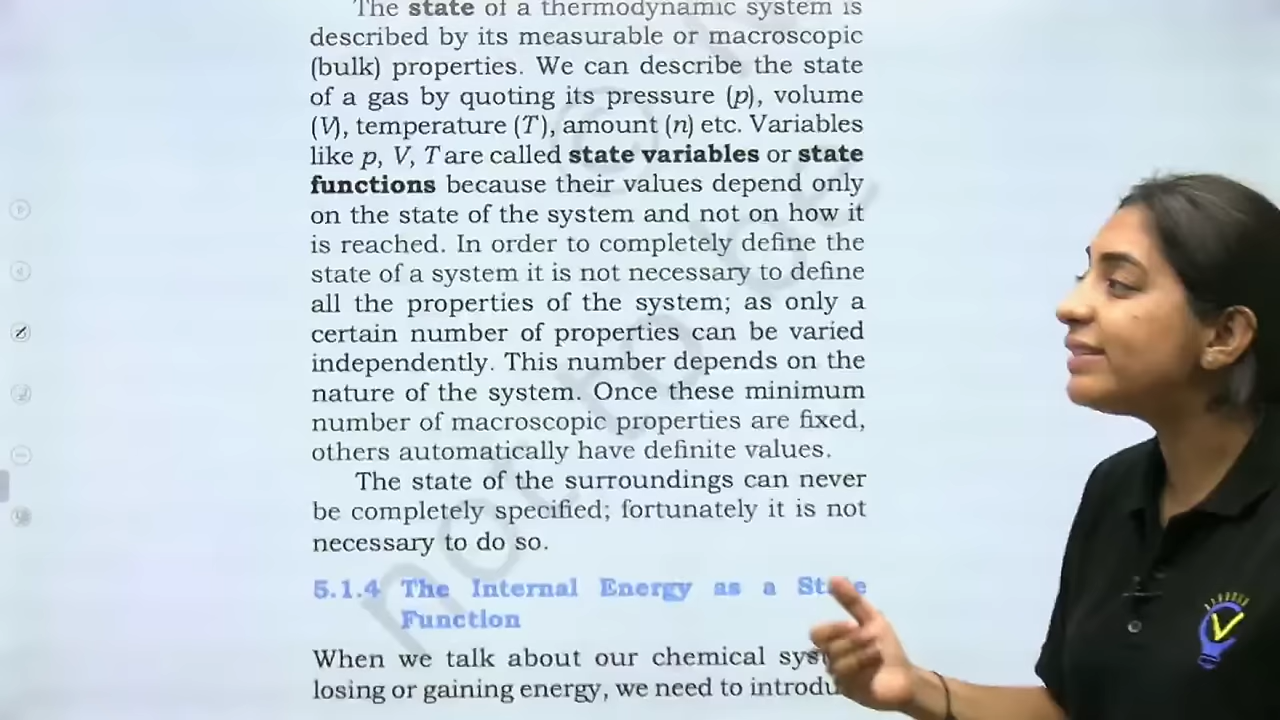 The state of a thermodynamic system is
described by its measurable or macroscopic
(bulk) properties. We can describe the state
of a gas by quoting its pressure (p), volume
(V), temperature (T), amount (n) etc. Variables
like p, V, T are called state variables or state
functions because their values depend only
on the state of the system and not on how it
is reached. In order to completely define the
state of a system it is not necessary to define
all the properties of the system; as only a
certain number of properties can be varied
independently. This number depends on the
nature of the system. Once these minimum
number of macroscopic properties are fixed,
others automatically have definite values.
The state of the surroundings can never
be completely specified; fortunately it is not
necessary to do so.
5.1.4 The Internal Energy as a State
Function
When we talk about our chemical
losing or gaining energy, we need to
not to be
V